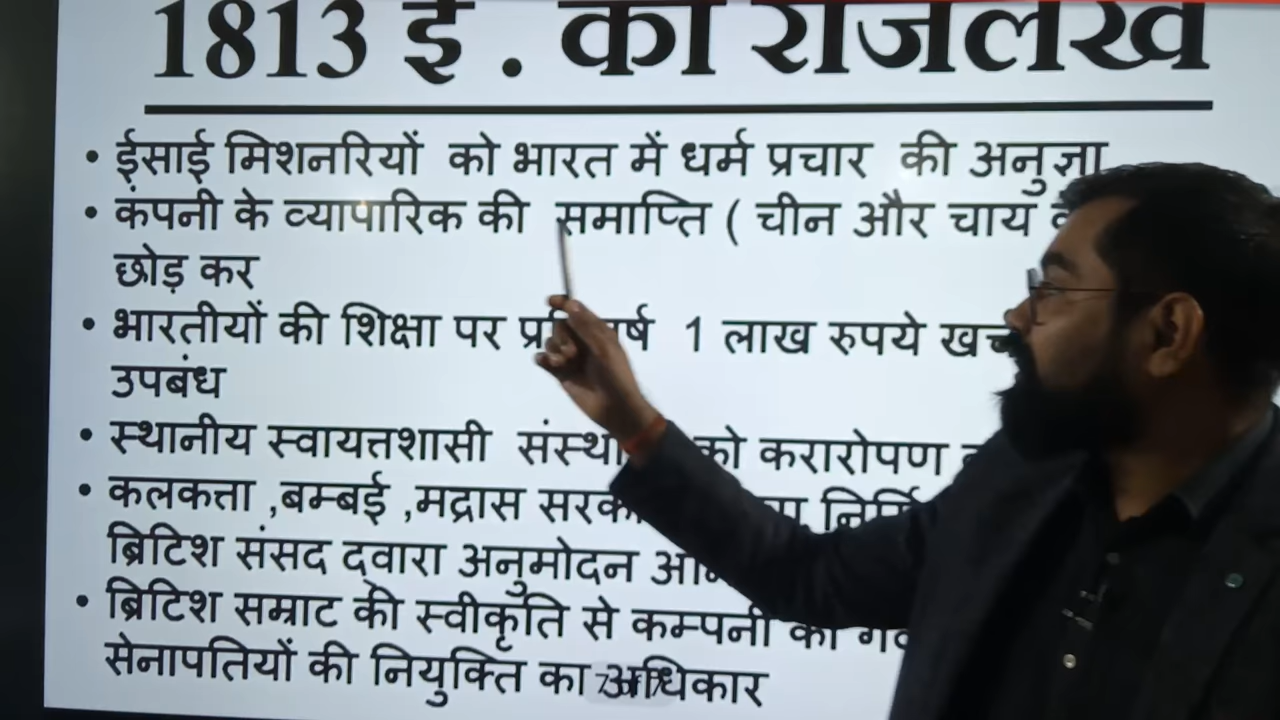 1813 ई . का राजलेख
• ईसाई मिशनरियों को भारत में धर्म प्रचार की अनुज्ञा
• कंपनी के व्यापारिक की समाप्ति ( चीन और चाय
छोड़ कर
• भारतीयों की शिक्षा पर 1 लाख रुपये
उपबंध
• स्थानीय स्वायत्तशासी को करारोपण
• कलकत्ता ,बम्बई ,मद्रास
ब्रिटिश संसद द्वारा अनुमोदन
• ब्रिटिश सम्राट की स्वीकृति से कम्पनी को
सेनापतियों की नियुक्ति का अधिकार